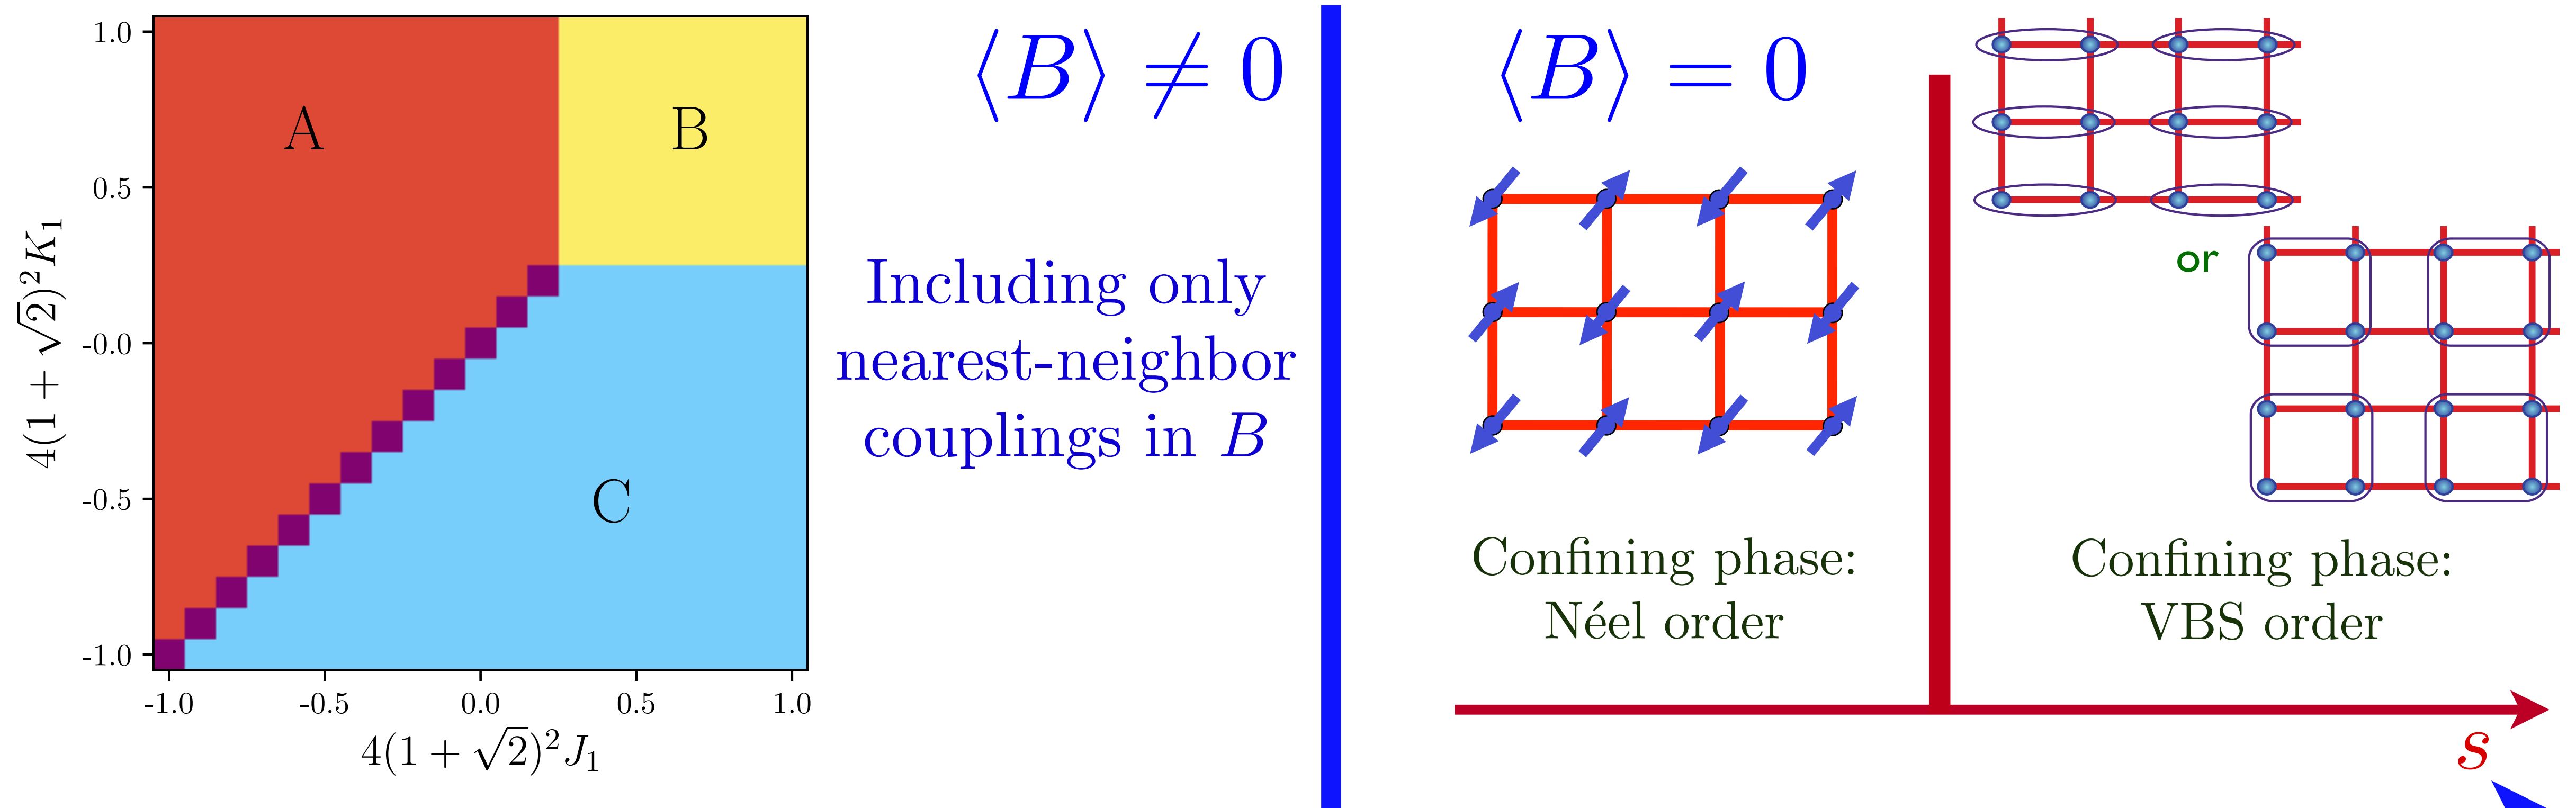 1.0
0.5
-0.0
-0.5
-1.0
4(1 + √2)²K₁
A
B
C
-1.0 -0.5 0.0 0.5 1.0
4(1 + √2)²J₁
⟨B⟩ ≠ 0
Including only
nearest-neighbor
couplings in B
⟨B⟩ = 0
Confining phase:
Néel order
or
Confining phase:
VBS order
s